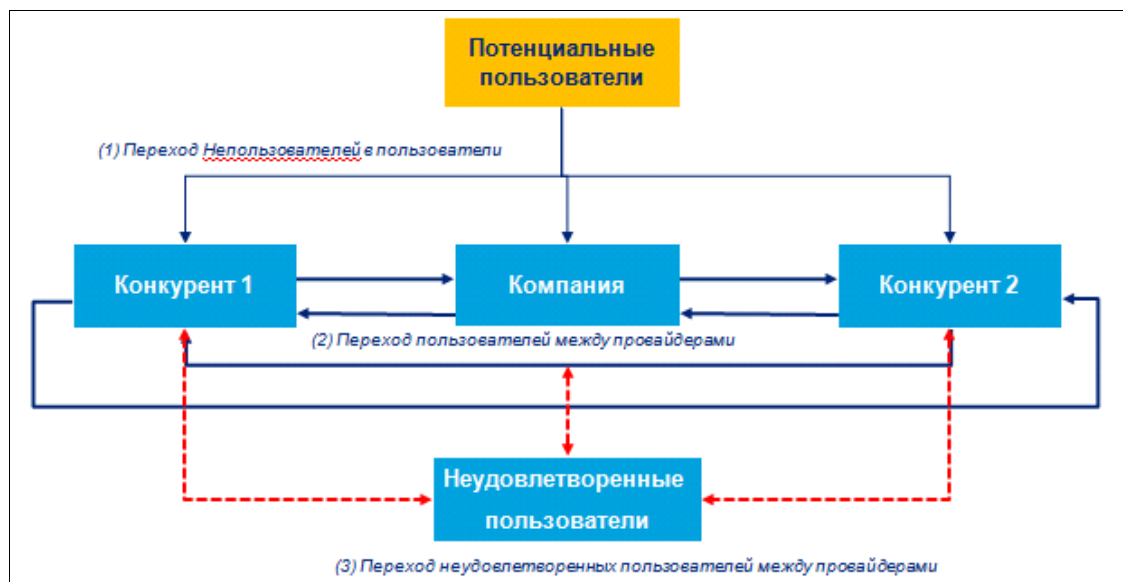 Потенциальные
пользователи
(1) Переход Непользователей в пользователи
Конкурент 1
Компания
Конкурент 2
(2) Переход пользователей между провайдерами
Неудовлетворенные
пользователи
(3) Переход неудовлетворенных пользователей между провайдерами